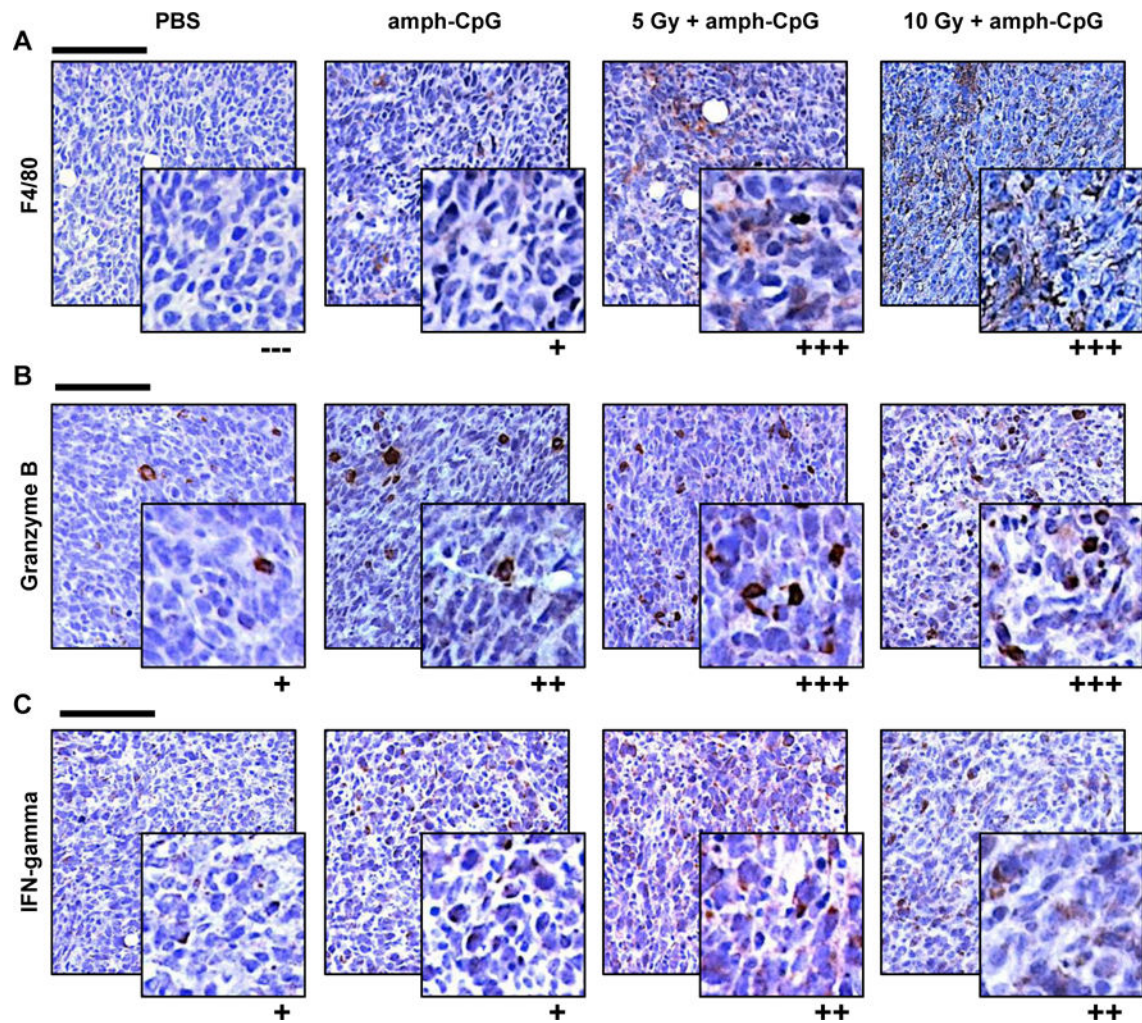 PBS amph-CpG 5 Gy + amph-CpG 10 Gy + amph-CpG
A
F4/80
--- + +++ +++
B
Granzyme B
+ ++ +++ +++
C
IFN-gamma
+ + ++ ++